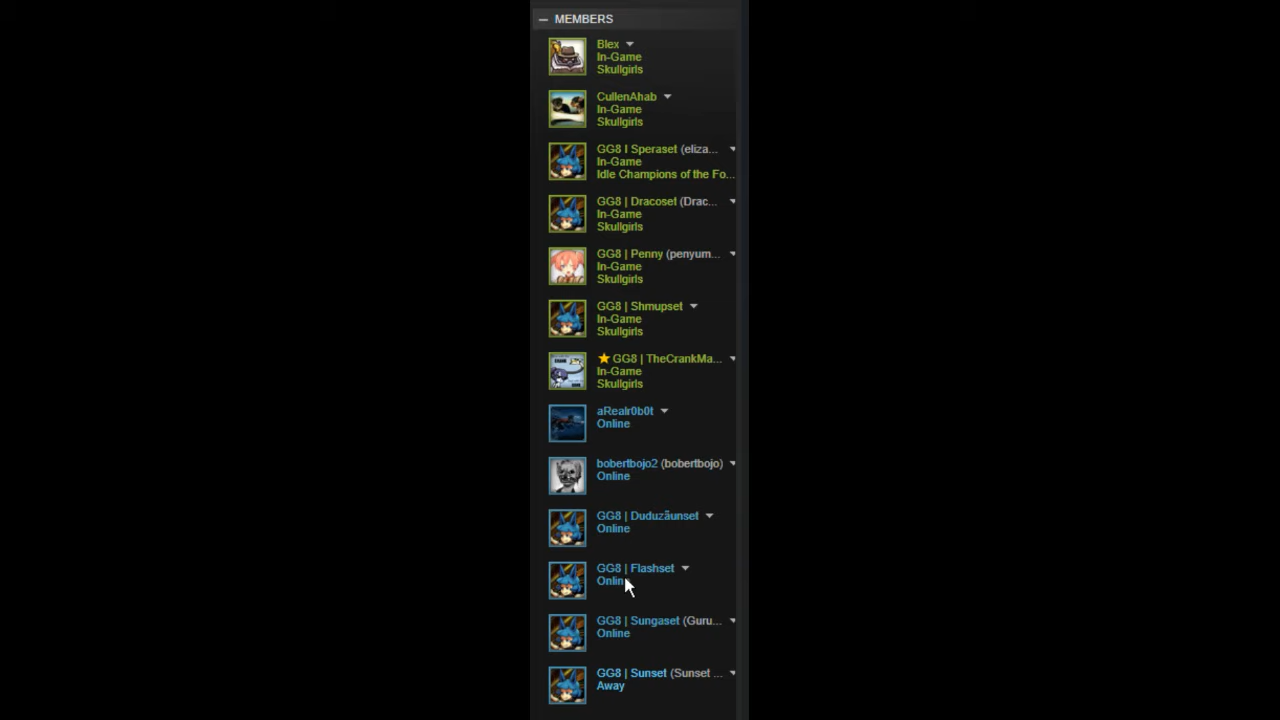 MEMBERS
Blex
In-Game
Skullgirls
CullenAhab
In-Game
Skullgirls
GG8 I Speraset (eliza...
In-Game
Idle Champions of the Fo...
GG8 | Dracoset (Drac...
In-Game
Skullgirls
GG8 | Penny (penyum...
In-Game
Skullgirls
GG8 | Shmupset
In-Game
Skullgirls
GG8 | TheCrankMa...
In-Game
Skullgirls
aRealr0b0t
Online
bobertbojo2 (bobertbojo)
Online
GG8 | Duduzãunset
Online
GG8 | Flashset
Online
GG8 | Sungaset (Guru...
Online
GG8 | Sunset (Sunset ...
Away